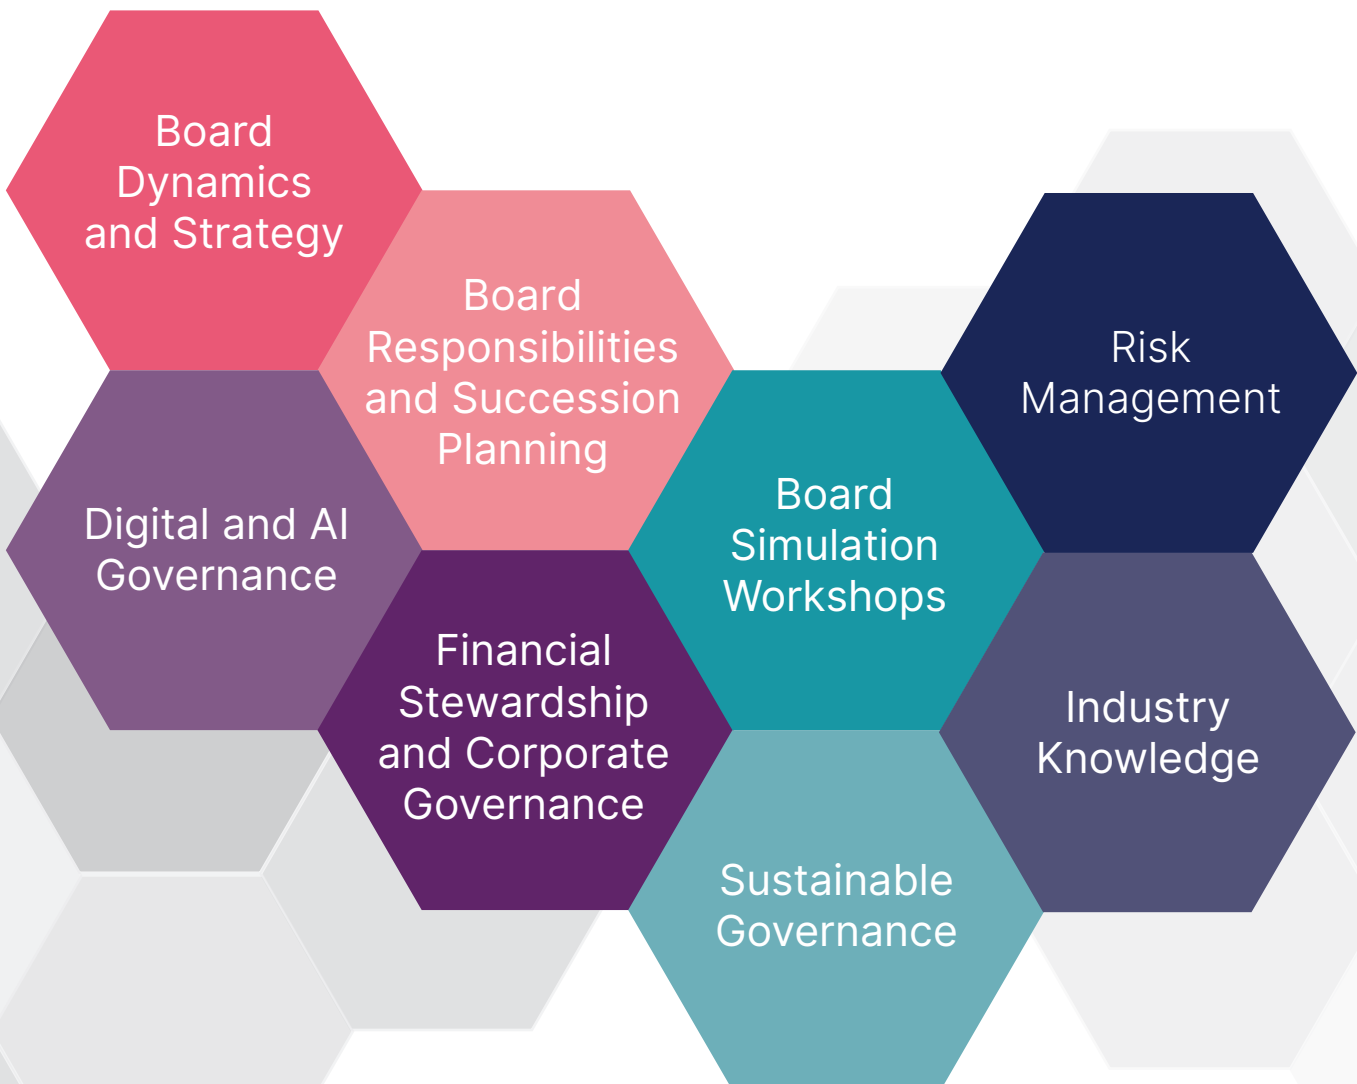 Board
Dynamics
and Strategy
Board
Responsibilities
and Succession
Planning
Risk
Management
Digital and AI
Governance
Board
Simulation
Workshops
Financial
Stewardship
and Corporate
Governance
Industry
Knowledge
Sustainable
Governance